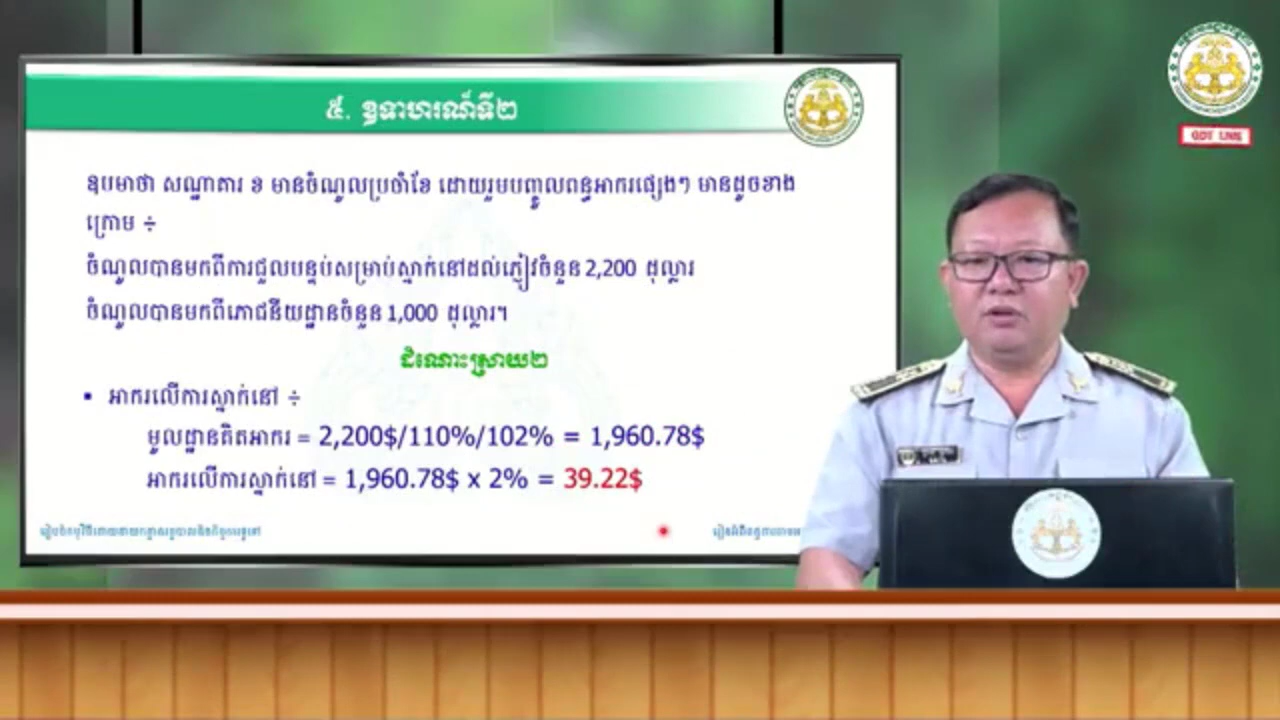 ៥. ឧទាហរណ៍ទី២
GDT LIVE
ឧបមាថា សណ្ឋាគារ ខ មានចំណូលប្រចាំខែ ដោយរួមបញ្ចូលពន្ធអាករផ្សេងៗ មានដូចខាង
ក្រោម ÷
ចំណូលបានមកពីការជួលបន្ទប់សម្រាប់ស្នាក់នៅដល់ភ្ញៀវចំនួន 2,200 ដុល្លារ
ចំណូលបានមកពីភោជនីយដ្ឋានចំនួន 1,000 ដុល្លារ។
ដំណោះស្រាយ២
▪ អាករលើការស្នាក់នៅ ÷
មូលដ្ឋានគិតអាករ = 2,200$/110%/102% = 1,960.78$
អាករលើការស្នាក់នៅ = 1,960.78$ x 2% = 39.22$